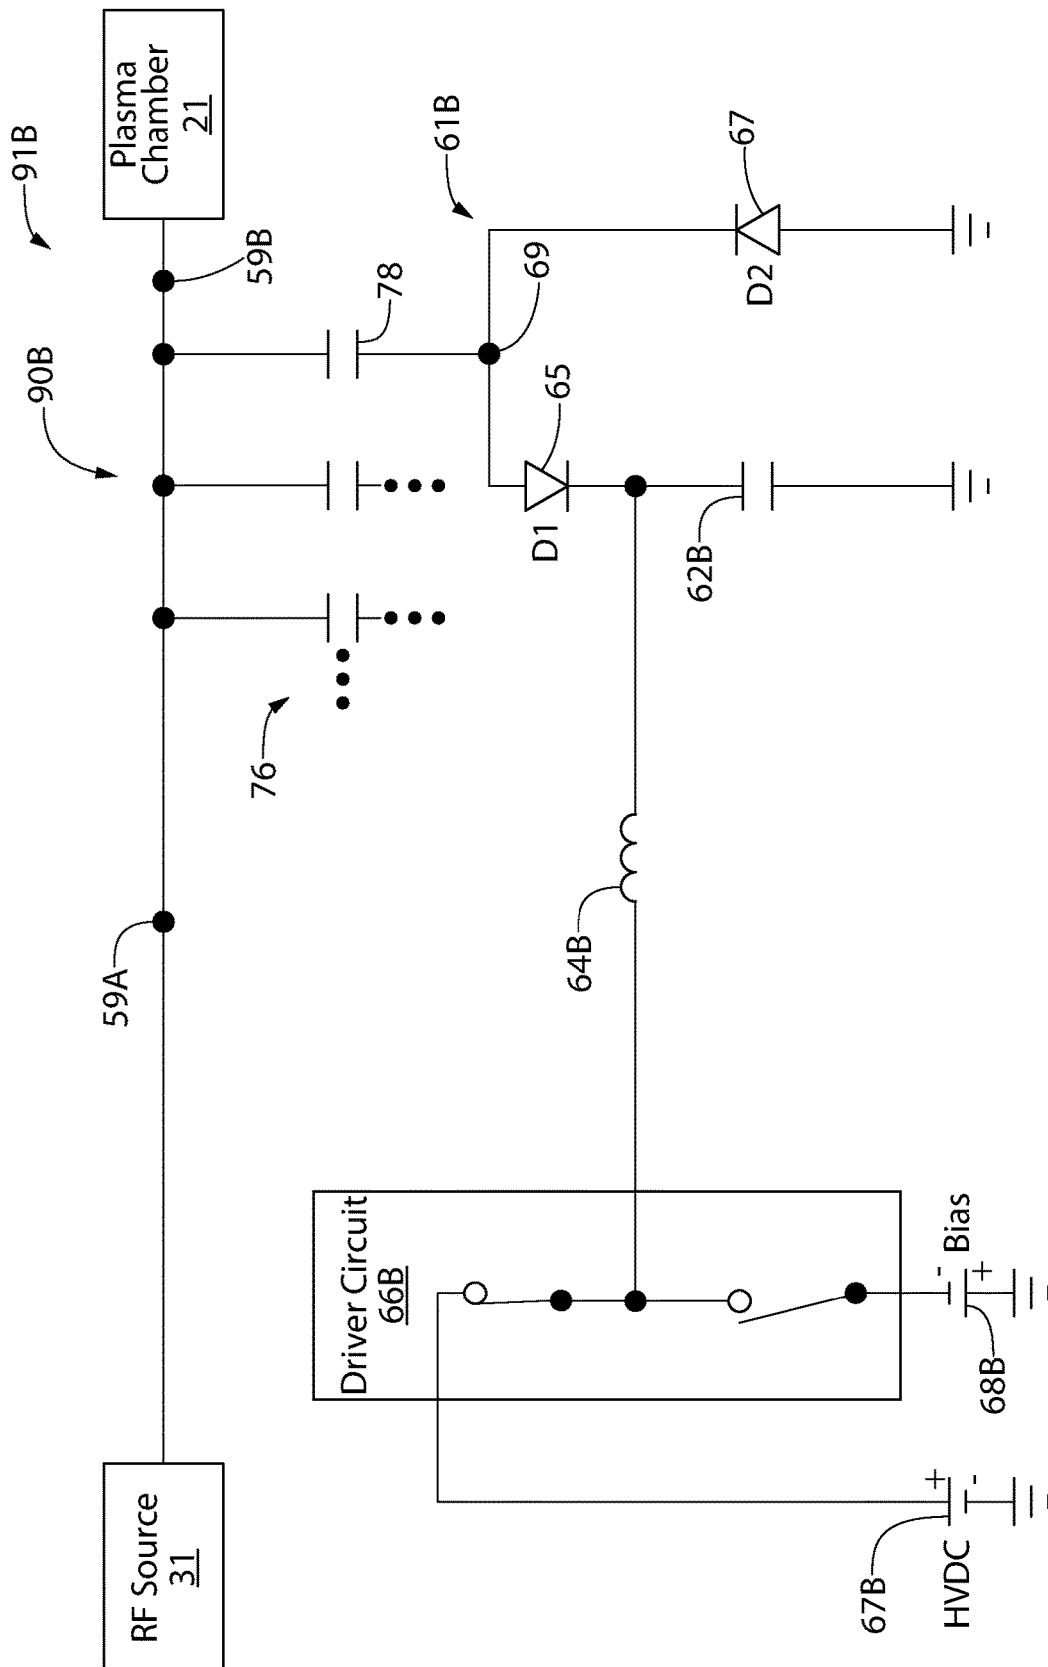 91B
90B
Plasma
Chamber
21
59B
61B
67
D2
78
69
65
D1
62B
76
59A
64B
Driver Circuit
66B
Bias
-
+
68B
RF Source
31
+
-
67B
HVDC